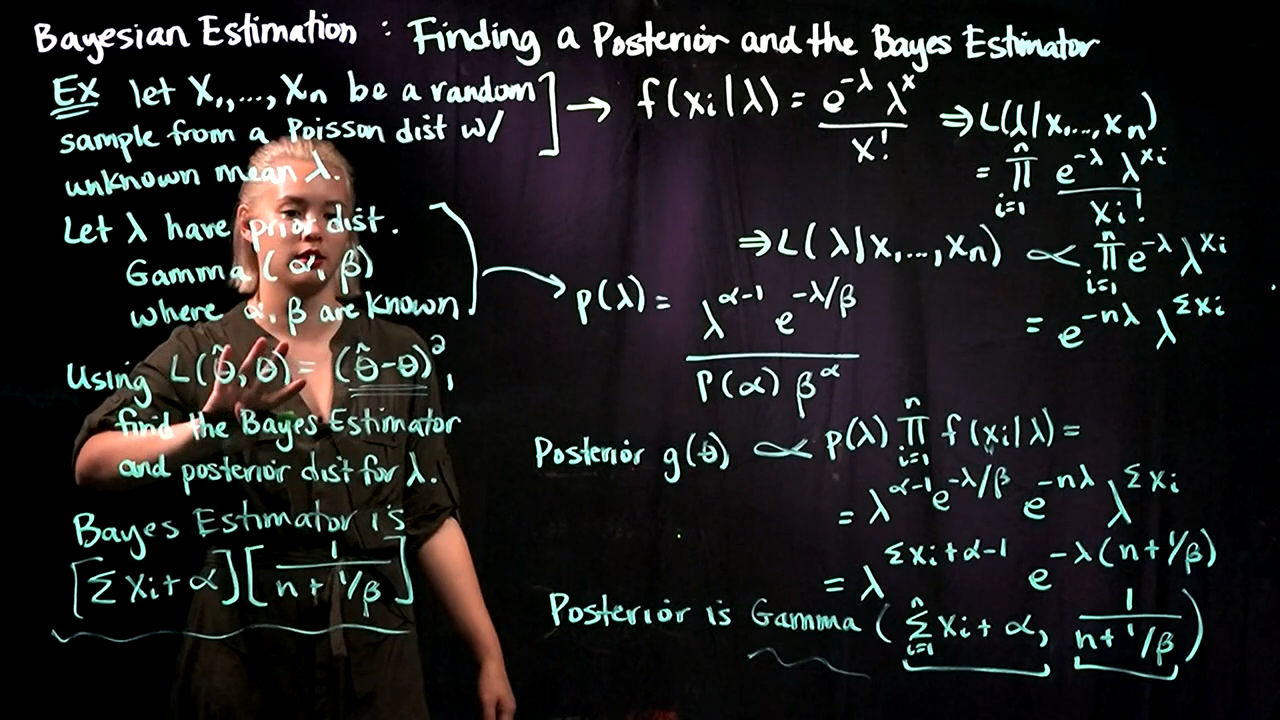 Bayesian Estimation : Finding a Posterior and the Bayes Estimator
EX let X₁,...,Xn be a random
sample from a Poisson dist w/
unknown mean λ.
Let λ have prior dist.
Gamma (α, β)
where α, β are known
Using L(θ̂, θ) = (θ̂-θ)²,
find the Bayes Estimator
and posterior dist for λ.
Bayes Estimator is
[Σ Xi + α][1/(n + 1/β)]
→ f(xi|λ) = e^-λ λ^x / x!
⇒ L(λ|x,...,xn)
= ∏_{i=1}^{n} e^-λ λ^xi / xi!
⇒ L(λ|x,...,xn) ∝ ∏_{i=1}^{n} e^-λ λ^xi
= e^-nλ λ^Σxi
p(λ) = λ^α-1 e^-λ/β / Γ(α) β^α
Posterior g(θ) ∝ p(λ) ∏_{i=1}^{n} f(xi|λ) =
= λ^α-1 e^-λ/β e^-nλ λ^Σxi
= λ^Σxi+α-1 e^-λ(n+1/β)
Posterior is Gamma (Σ_{i=1}^{n} xi + α, 1/(n+1/β))